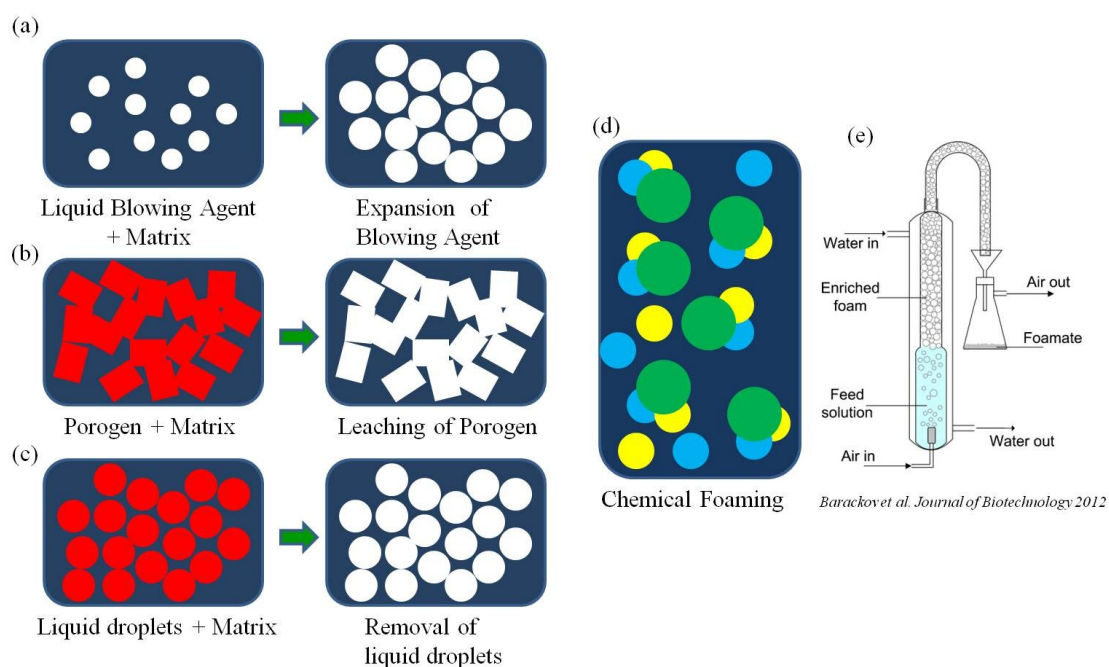 (a)
Liquid Blowing Agent
+ Matrix
Expansion of
Blowing Agent
(b)
Porogen + Matrix
Leaching of Porogen
(c)
Liquid droplets + Matrix
Removal of
liquid droplets
(d)
Chemical Foaming
(e)
Water in
Enriched
foam
Air out
Foamate
Feed
solution
Water out
Air in
Barackov et al. Journal of Biotechnology 2012